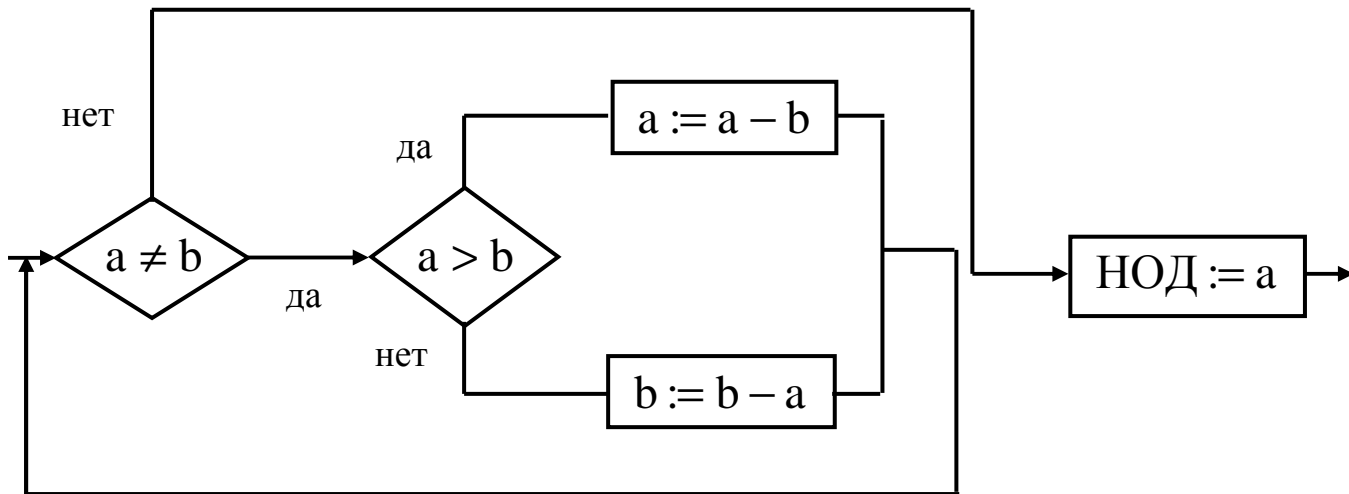 нет
a ≠ b
да
a > b
да
a := a − b
нет
b := b − a
НОД := a